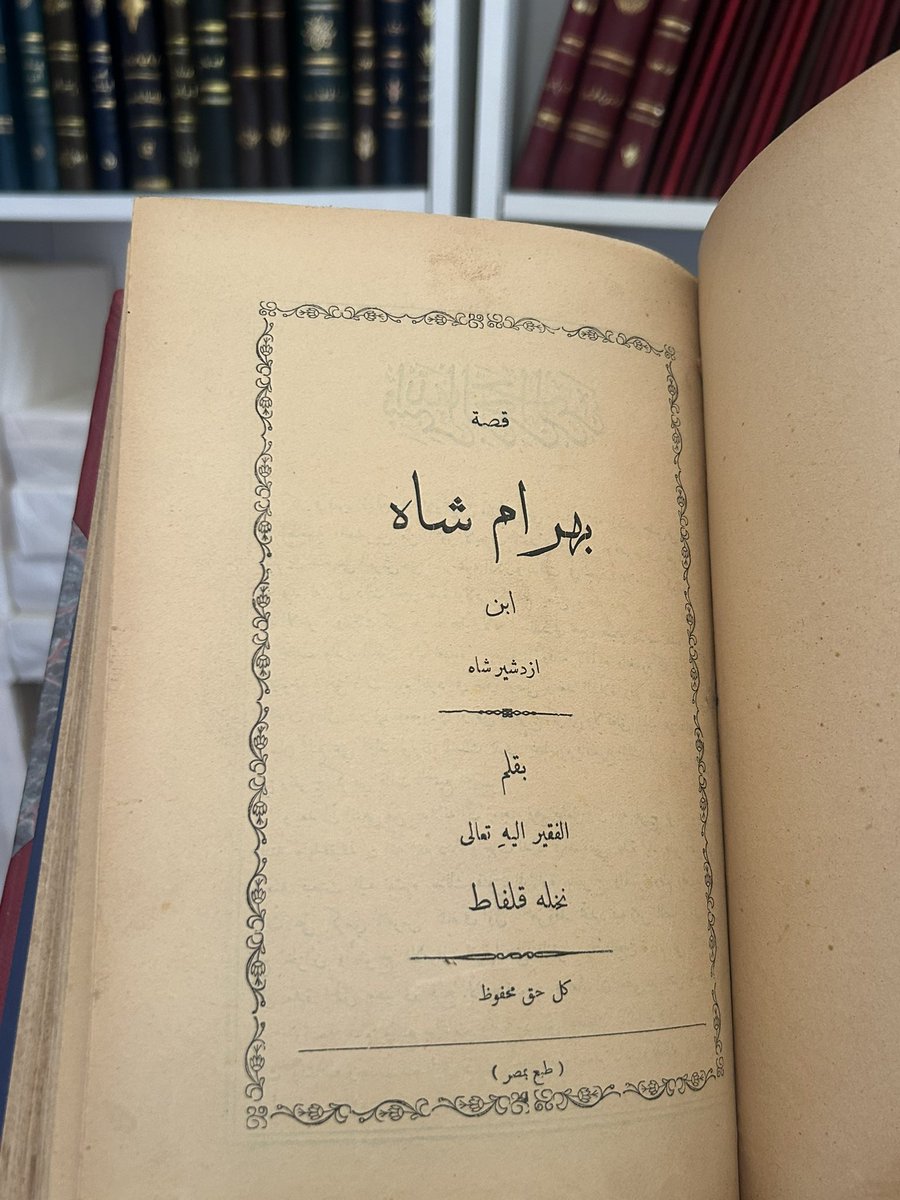 قصة
بهرام شاه
ابن
ازدشير شاه
بقلم
الفقير اليهِ تعالى
نخله قلفاط
كل حق محفوظ
( طبع بمصر )